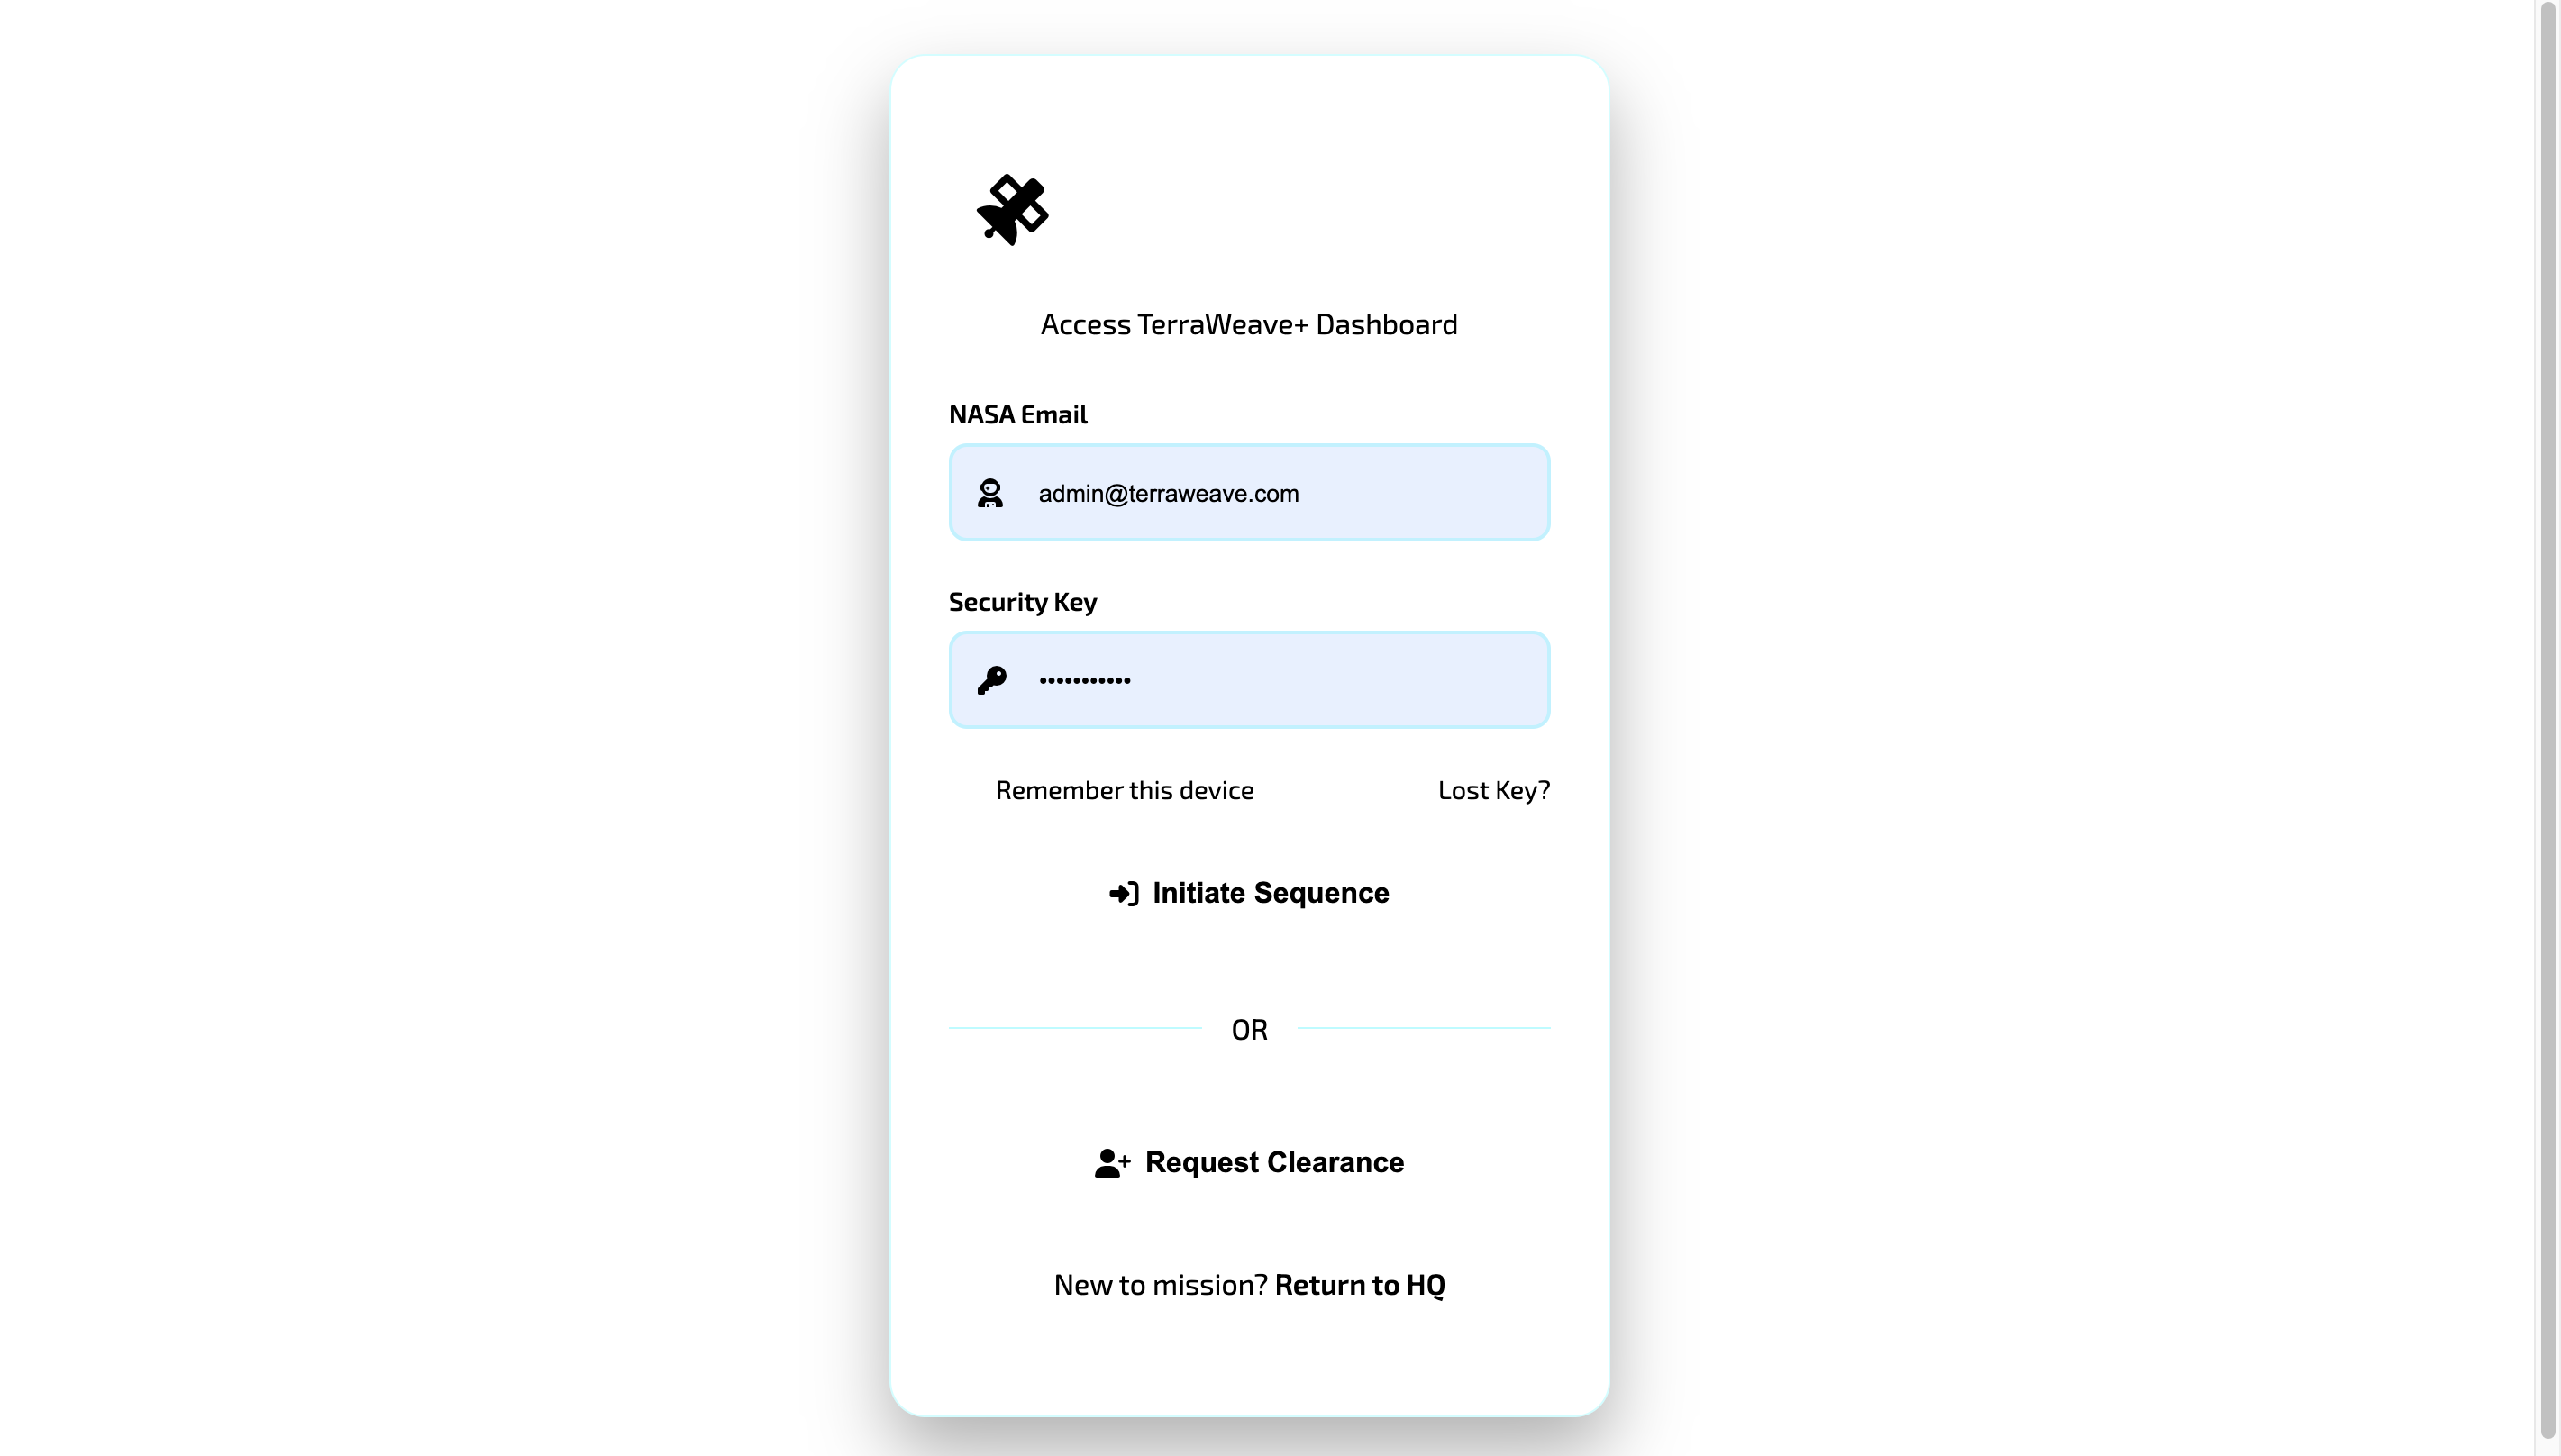 Access TerraWeave+ Dashboard
NASA Email
admin@terraweave.com
Security Key
•••••••••••
Remember this device
Lost Key?
Initiate Sequence
OR
Request Clearance
New to mission? Return to HQ